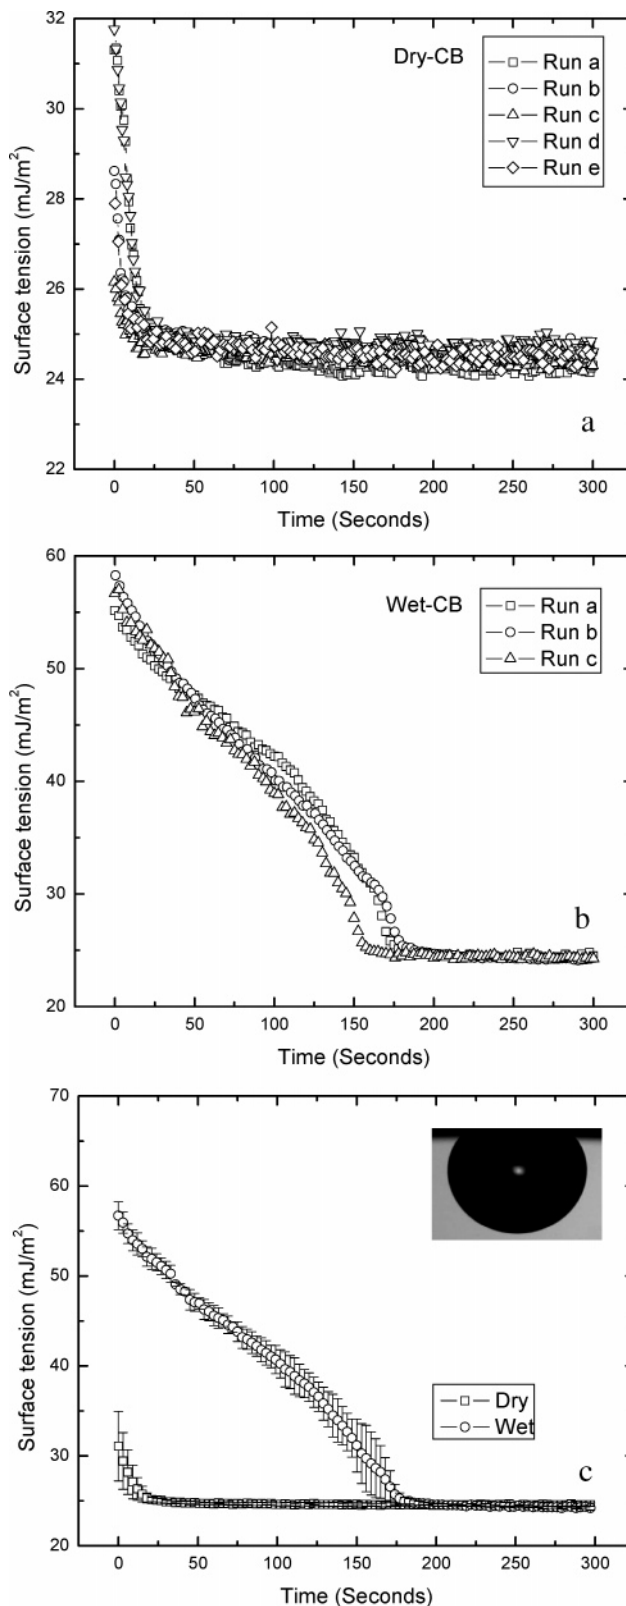 32
30
28
26
24
22
Surface tension (mJ/m²)
Dry-CB
Run a
Run b
Run c
Run d
Run e
a
0 50 100 150 200 250 300
Time (Seconds)
60
50
40
30
20
Surface tension (mJ/m²)
Wet-CB
Run a
Run b
Run c
b
0 50 100 150 200 250 300
Time (Seconds)
70
60
50
40
30
20
Surface tension (mJ/m²)
Dry
Wet
c
0 50 100 150 200 250 300
Time (Seconds)